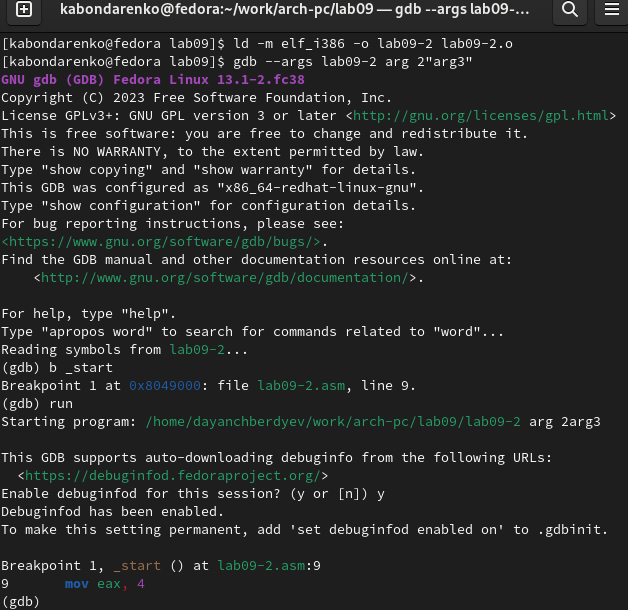 kabondarenko@fedora:~/work/arch-pc/lab09 — gdb --args lab09-...
[kabondarenko@fedora lab09]$ ld -m elf_i386 -o lab09-2 lab09-2.o
[kabondarenko@fedora lab09]$ gdb --args lab09-2 arg 2"arg3"
GNU gdb (GDB) Fedora Linux 13.1-2.fc38
Copyright (C) 2023 Free Software Foundation, Inc.
License GPLv3+: GNU GPL version 3 or later <http://gnu.org/licenses/gpl.html>
This is free software: you are free to change and redistribute it.
There is NO WARRANTY, to the extent permitted by law.
Type "show copying" and "show warranty" for details.
This GDB was configured as "x86_64-redhat-linux-gnu".
Type "show configuration" for configuration details.
For bug reporting instructions, please see:
<https://www.gnu.org/software/gdb/bugs/>.
Find the GDB manual and other documentation resources online at:
    <http://www.gnu.org/software/gdb/documentation/>.

For help, type "help".
Type "apropos word" to search for commands related to "word"...
Reading symbols from lab09-2...
(gdb) b _start
Breakpoint 1 at 0x8049000: file lab09-2.asm, line 9.
(gdb) run
Starting program: /home/dayanchberdyev/work/arch-pc/lab09/lab09-2 arg 2arg3

This GDB supports auto-downloading debuginfo from the following URLs:
  <https://debuginfod.fedoraproject.org/>
Enable debuginfod for this session? (y or [n]) y
Debuginfod has been enabled.
To make this setting permanent, add 'set debuginfod enabled on' to .gdbinit.

Breakpoint 1, _start () at lab09-2.asm:9
9       mov eax, 4
(gdb)